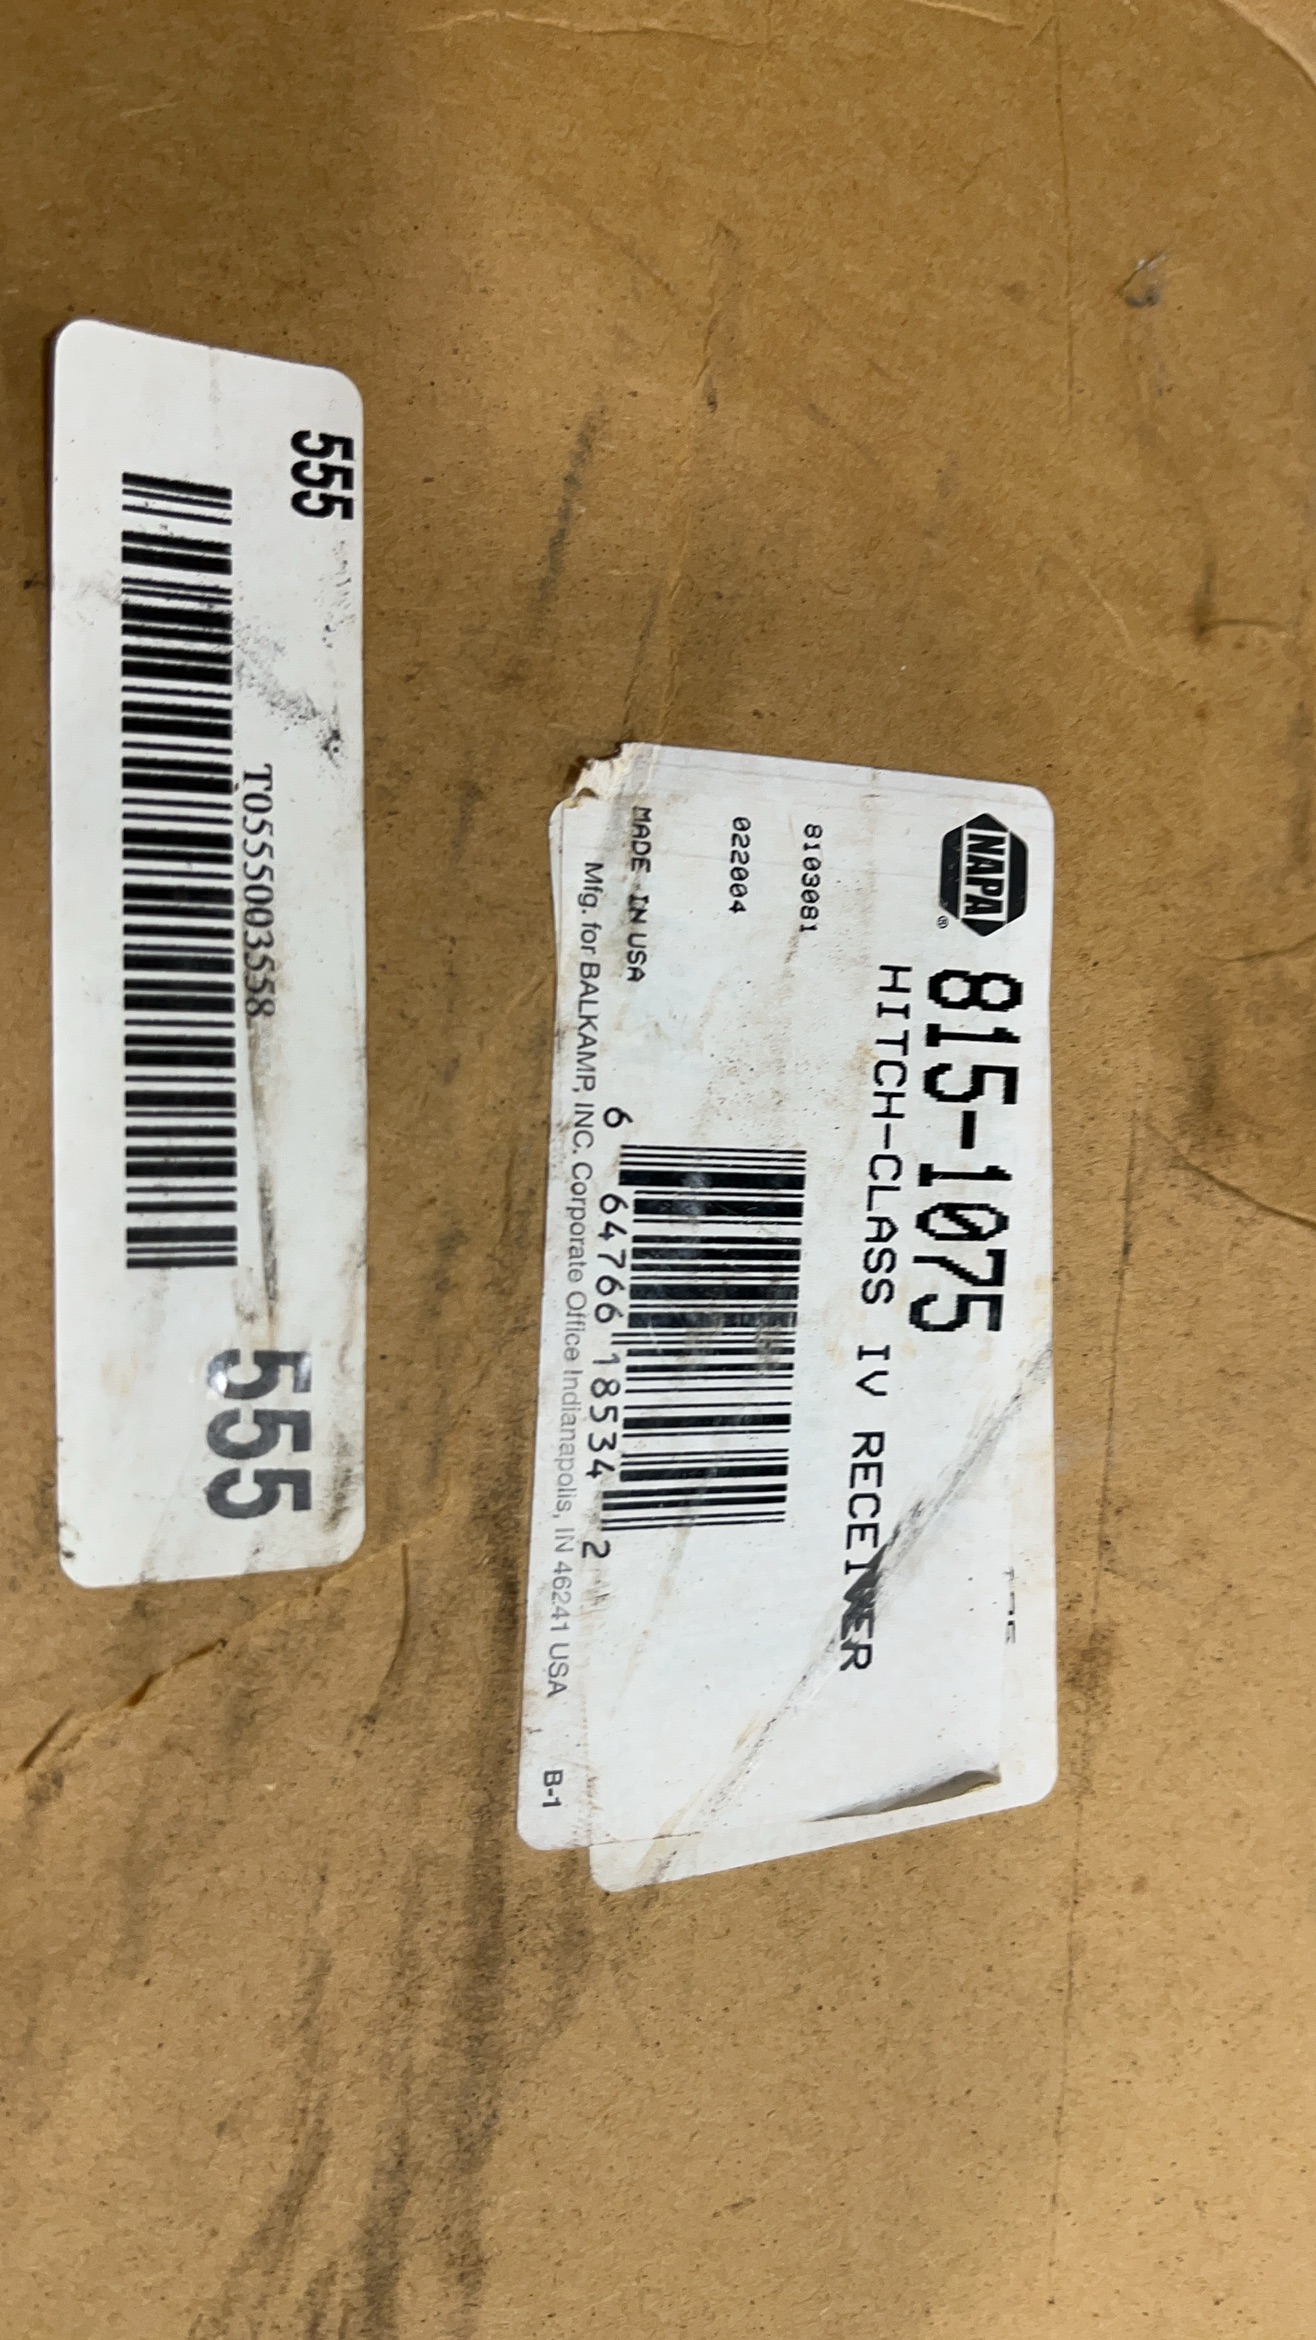 NAPA®
815-1075
HITCH-CLASS IV RECEIVER
8103081
022004
MADE IN USA
6 64766 18534 2
Mfg. for BALKAMP, INC. Corporate Office Indianapolis, IN 46241 USA
B-1
555
T0555003558
555